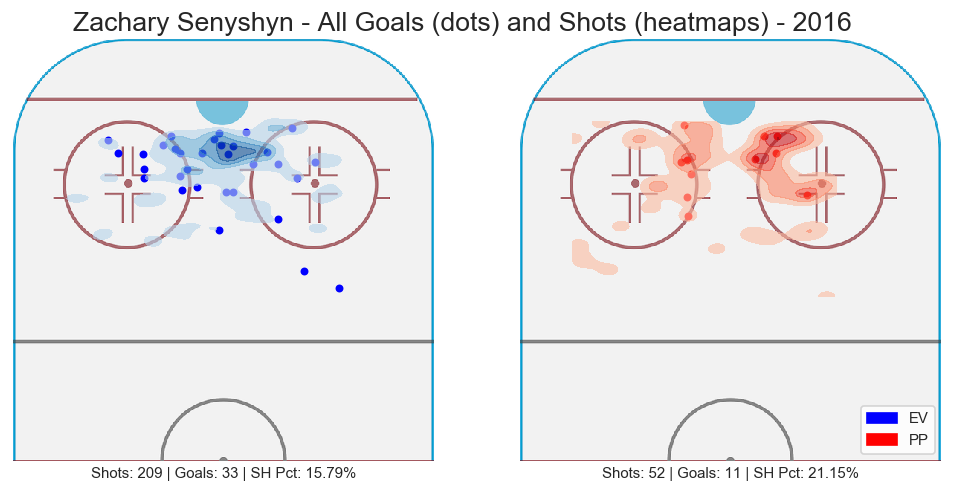 Zachary Senyshyn - All Goals (dots) and Shots (heatmaps) - 2016
EV
PP
Shots: 209 | Goals: 33 | SH Pct: 15.79%
Shots: 52 | Goals: 11 | SH Pct: 21.15%